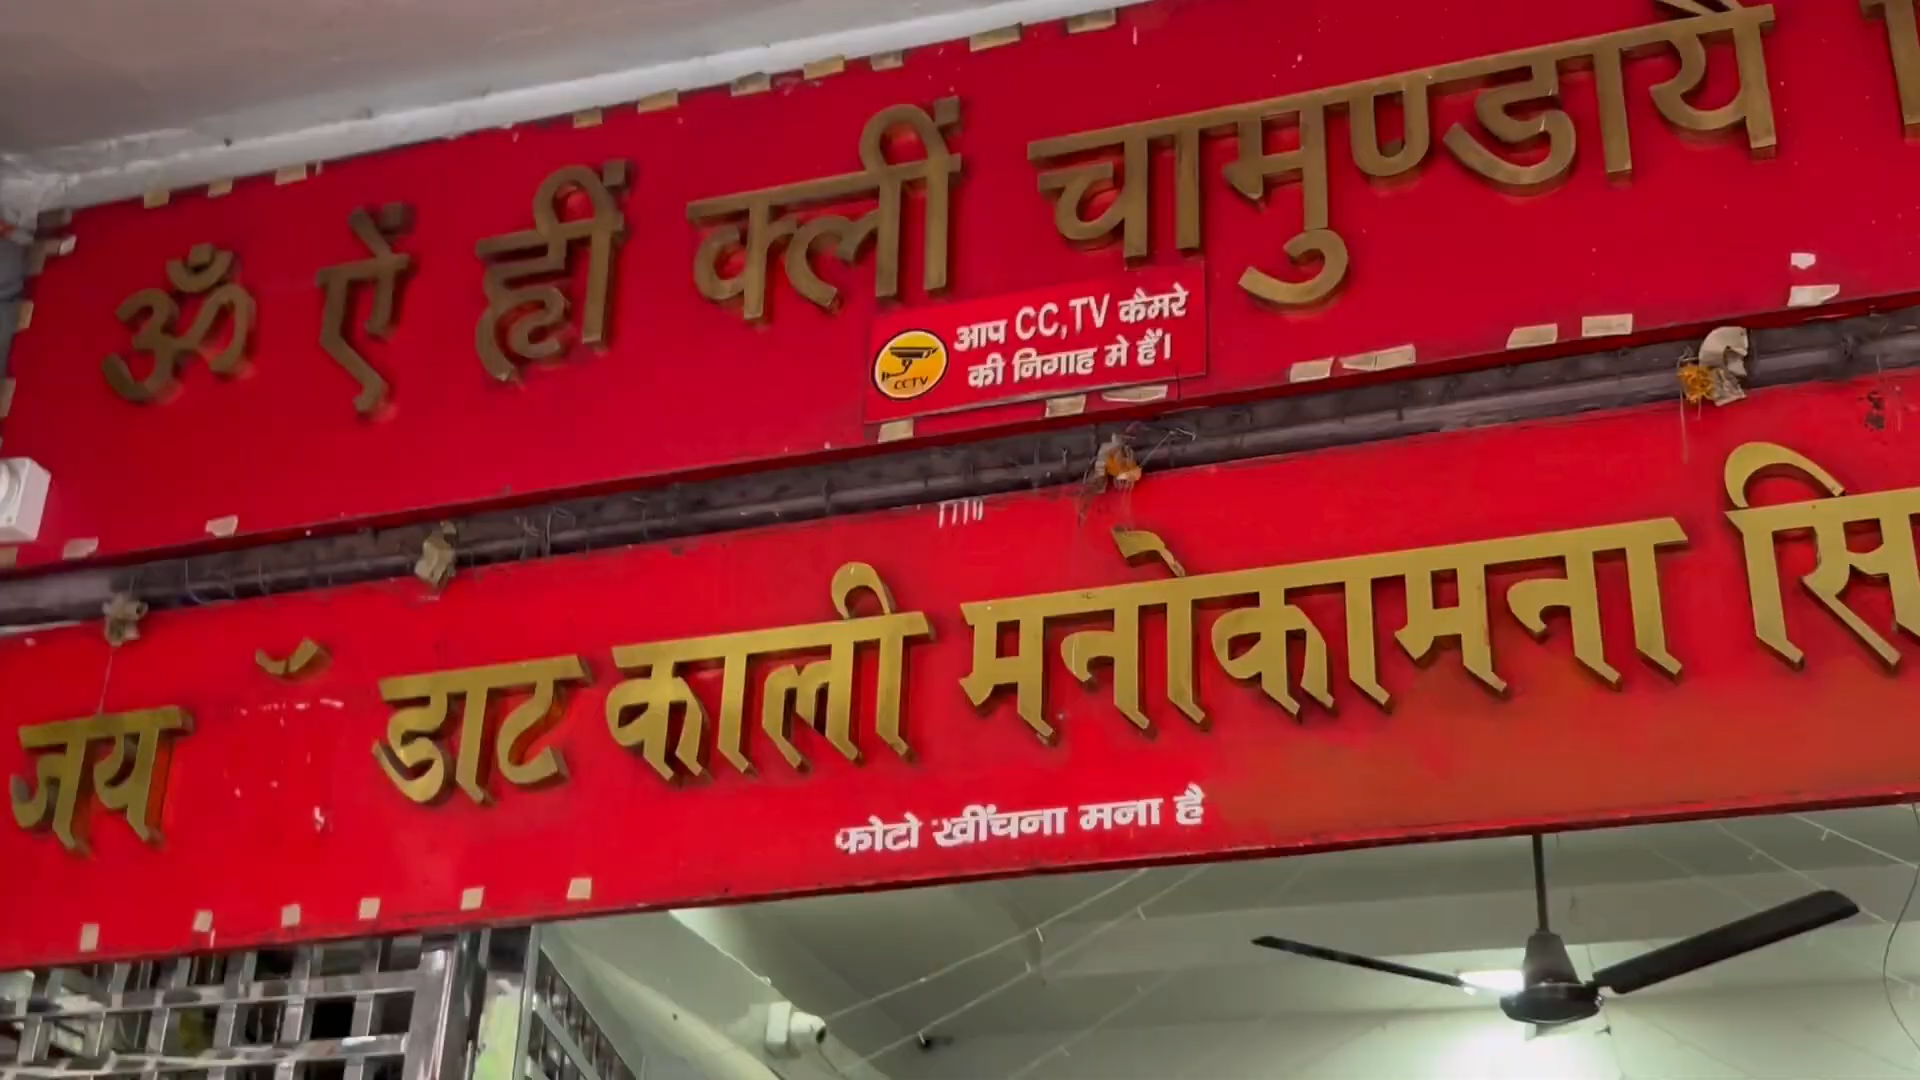 ॐ ऐं ह्रीं क्लीं चामुण्डायै
आप CC,TV कैमरे
की निगाह मे हैं।
CCTV
जय डाट काली मनोकामना
फोटो खींचना मना है